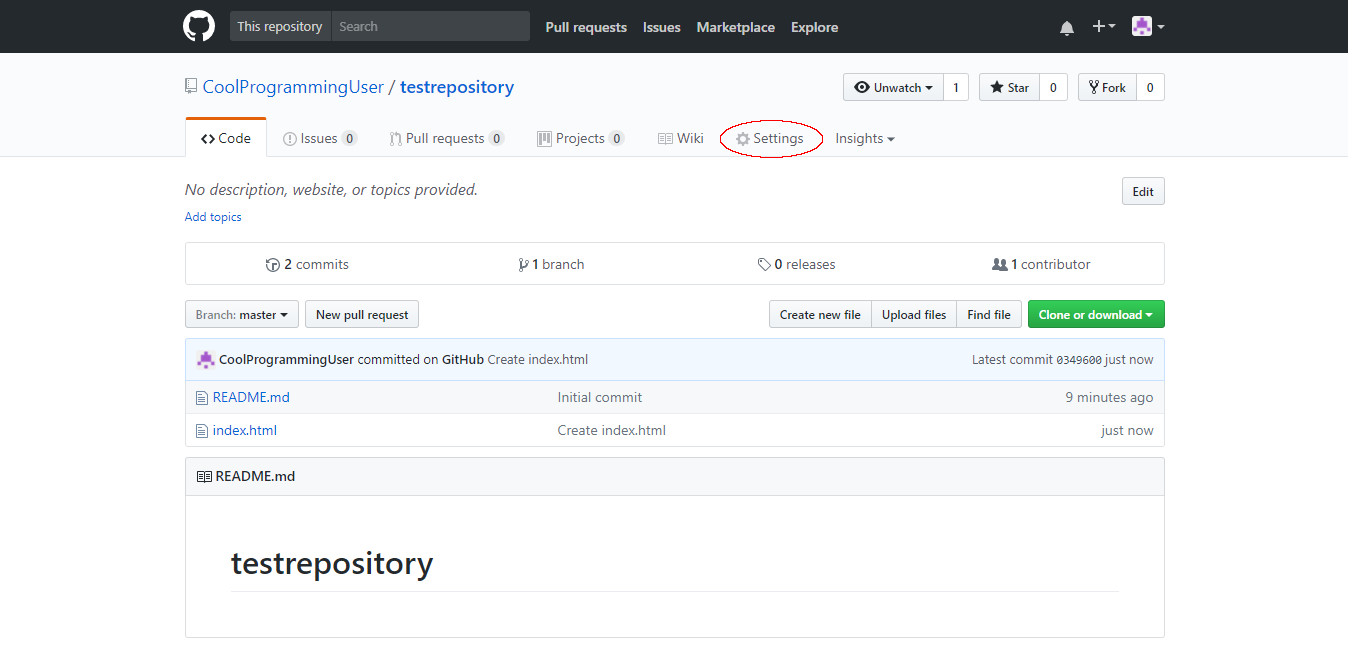 This repository Search Pull requests Issues Marketplace Explore
CoolProgrammingUser / testrepository Unwatch 1 Star 0 Fork 0
Code Issues 0 Pull requests 0 Projects 0 Wiki Settings Insights
No description, website, or topics provided. Edit
Add topics
2 commits 1 branch 0 releases 1 contributor
Branch: master New pull request Create new file Upload files Find file Clone or download
CoolProgrammingUser committed on GitHub Create index.html Latest commit 0349600 just now
README.md Initial commit 9 minutes ago
index.html Create index.html just now
README.md
testrepository